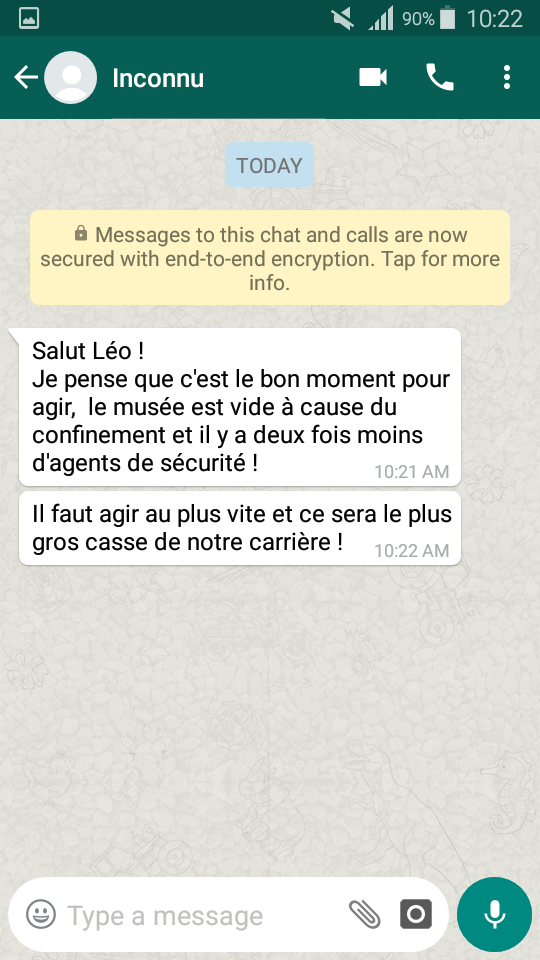 90% 10:22
Inconnu
TODAY
Messages to this chat and calls are now
secured with end-to-end encryption. Tap for more
info.
Salut Léo !
Je pense que c'est le bon moment pour
agir,  le musée est vide à cause du
confinement et il y a deux fois moins
d'agents de sécurité !
10:21 AM
Il faut agir au plus vite et ce sera le plus
gros casse de notre carrière !
10:22 AM
Type a message